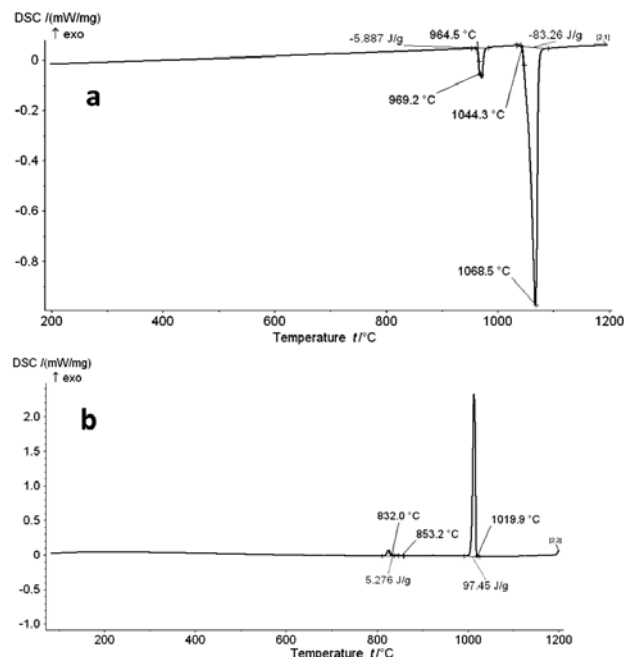 DSC /(mW/mg)
↑ exo
-5.887 J/g
964.5 °C
-83.26 J/g
[2,1]
0
a
969.2 °C
1044.3 °C
-0.2
-0.4
-0.6
-0.8
1068.5 °C
200 400 600 800 1000 1200
Temperature t/°C
DSC /(mW/mg)
↑ exo
b
2.0
1.5
1.0
0.5
832.0 °C
853.2 °C
1019.9 °C
[2,2]
0
5.276 J/g
97.45 J/g
-0.5
-1.0
200 400 600 800 1000 1200
Temperature t/°C